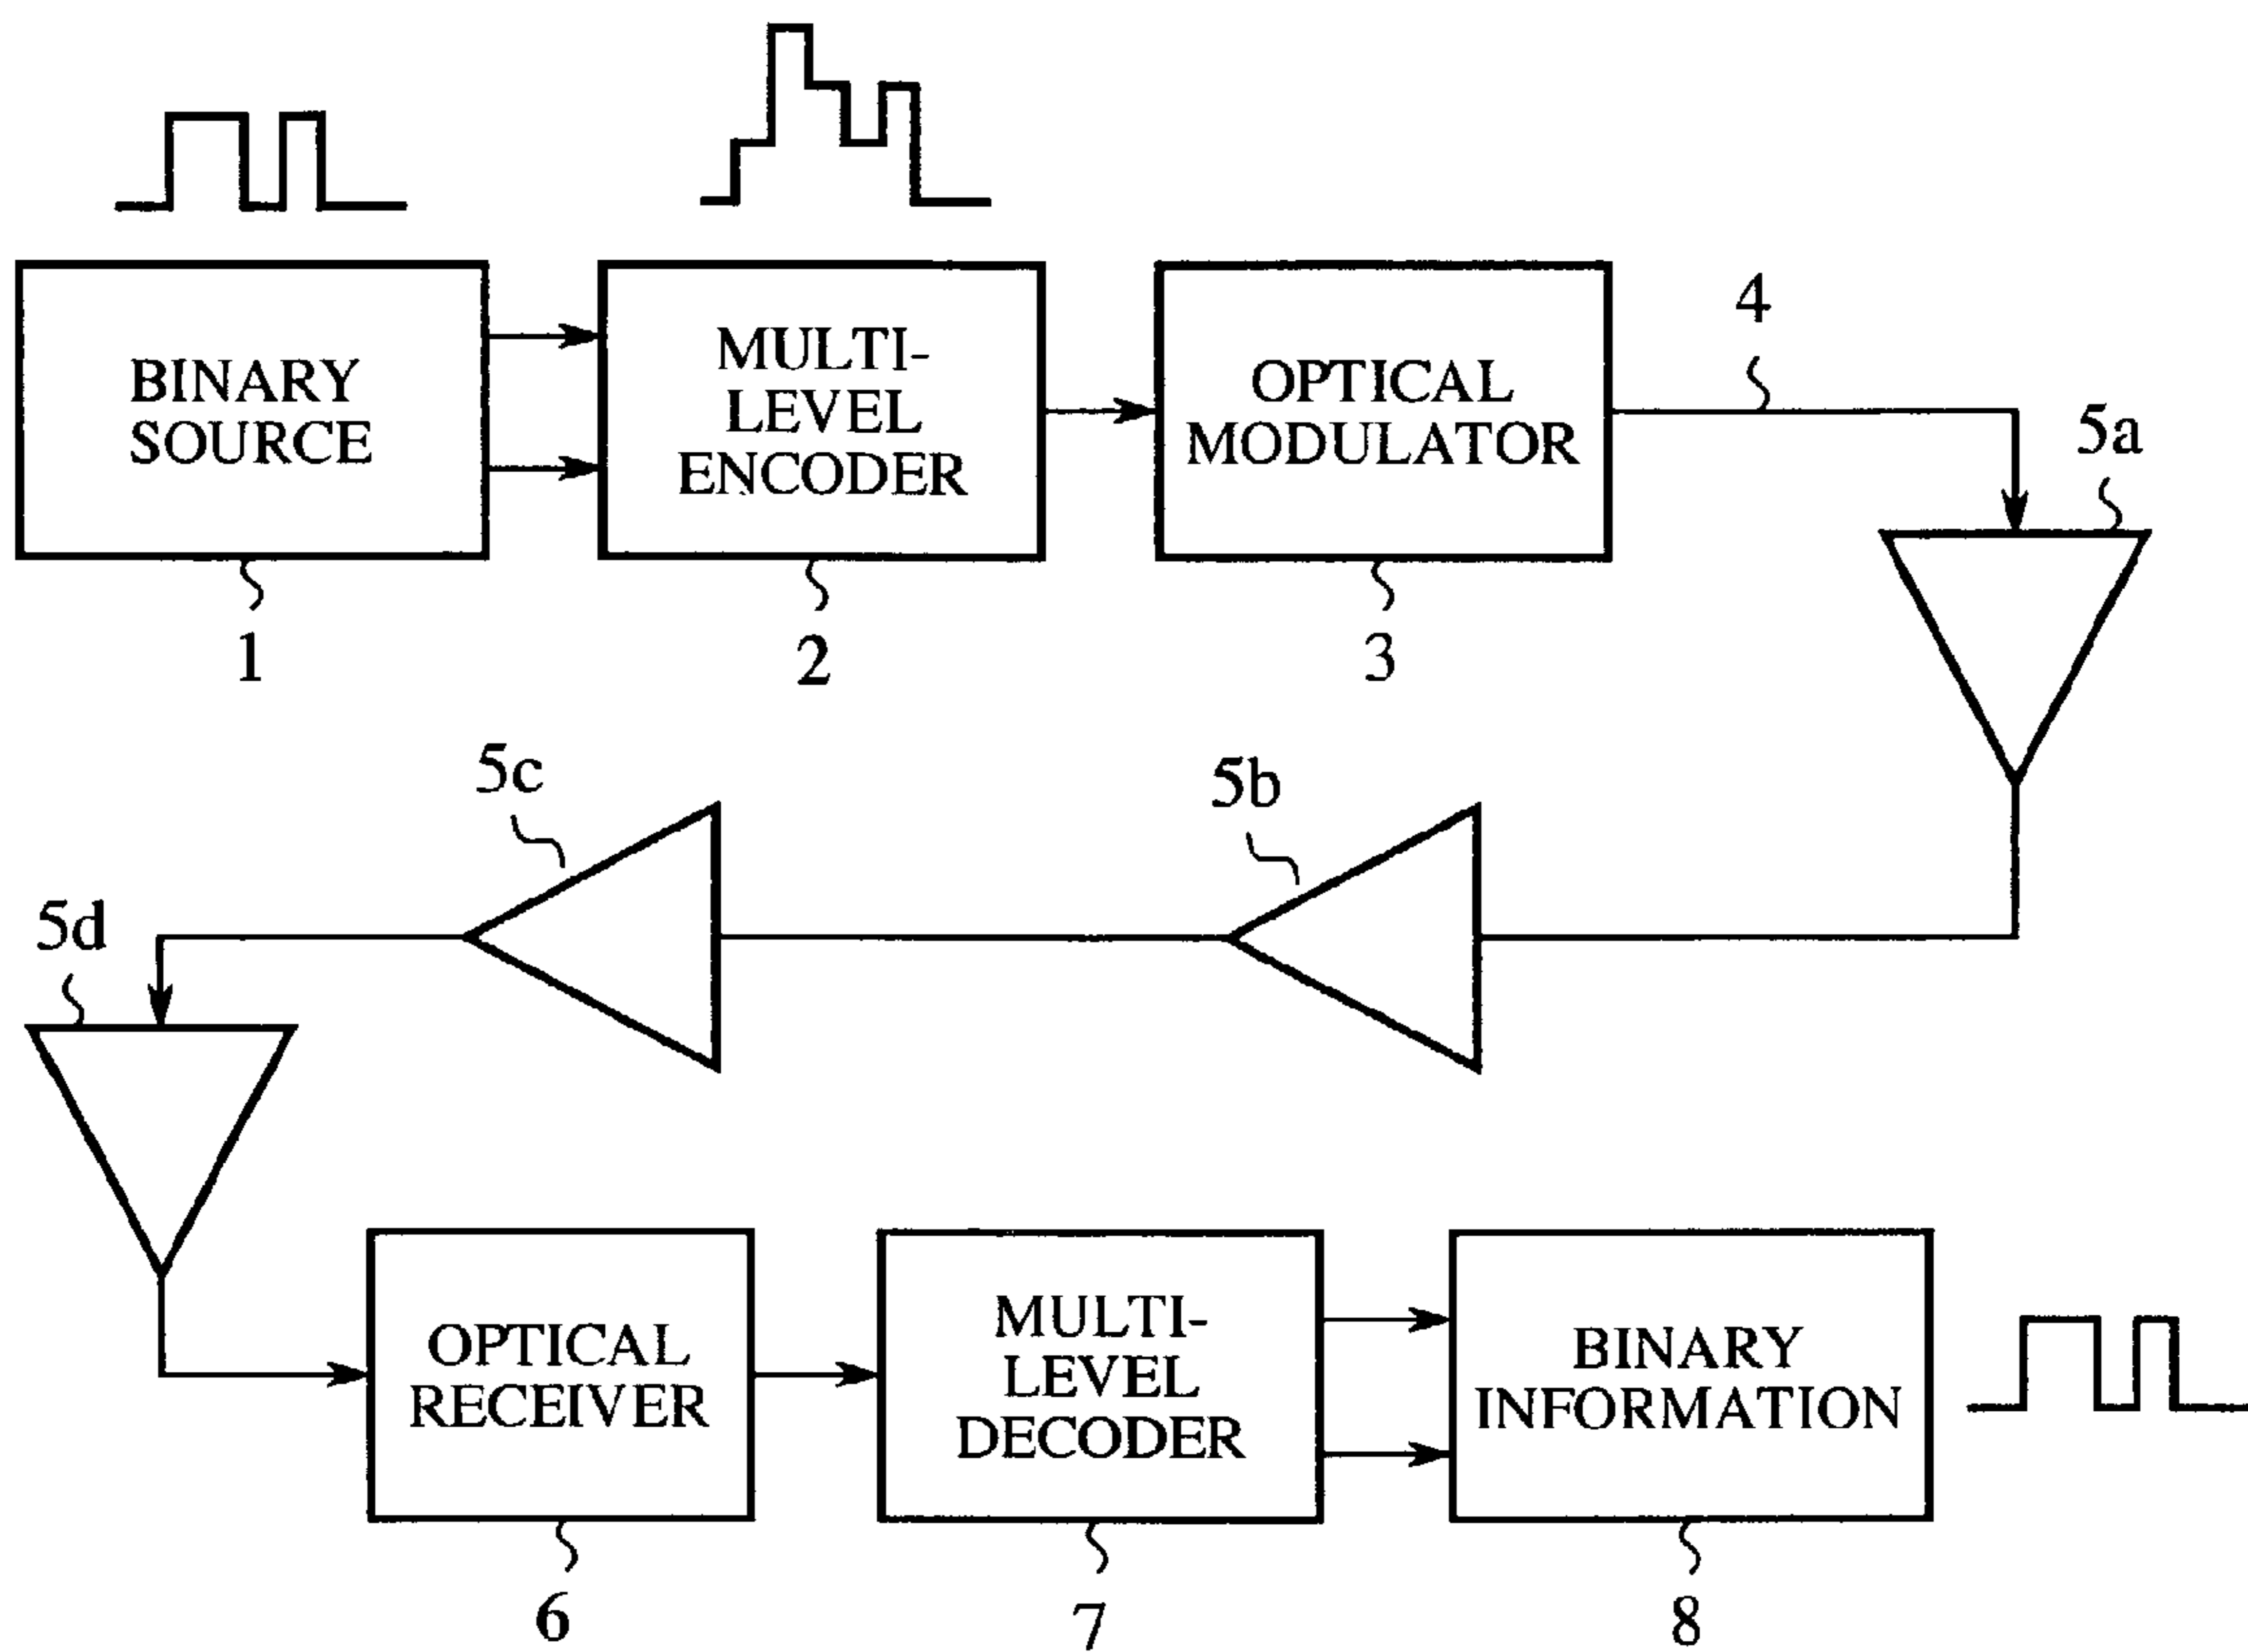 BINARY
SOURCE
MULTI-
LEVEL
ENCODER
OPTICAL
MODULATOR
4
5a
1
2
3
5c
5b
5d
OPTICAL
RECEIVER
MULTI-
LEVEL
DECODER
BINARY
INFORMATION
6
7
8